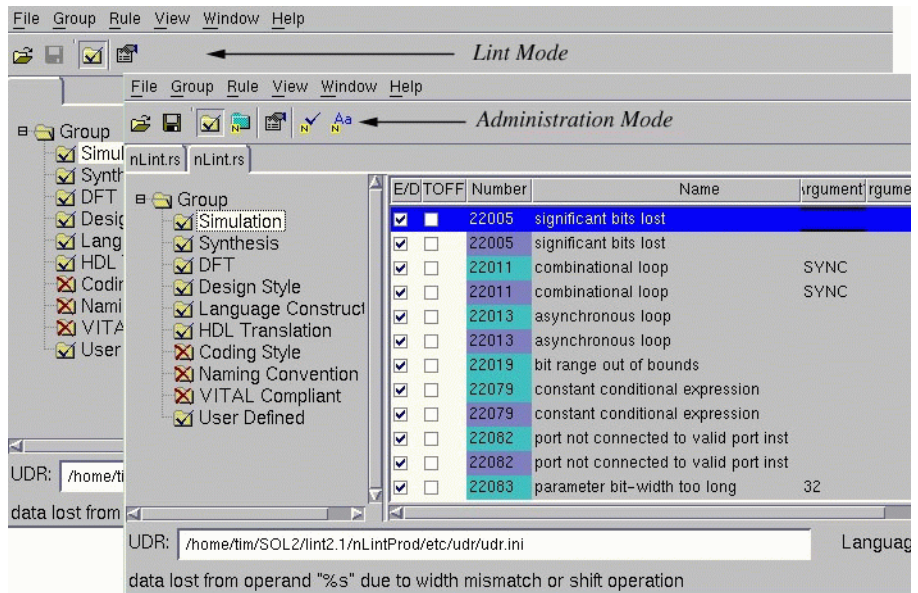 File Group Rule View Window Help
Lint Mode
File Group Rule View Window Help
Administration Mode
nLint.rs nLint.rs
Group
Simul
Synth
DFT
Desig
Lang
HDL
Codin
Nami
VITA
User
UDR: /home/ti
data lost from
Group
Simulation
Synthesis
DFT
Design Style
Language Construct
HDL Translation
Coding Style
Naming Convention
VITAL Compliant
User Defined
E/D TOFF Number Name rgument rgume
22005 significant bits lost
22005 significant bits lost
22011 combinational loop SYNC
22011 combinational loop SYNC
22013 asynchronous loop
22013 asynchronous loop
22019 bit range out of bounds
22079 constant conditional expression
22079 constant conditional expression
22082 port not connected to valid port inst
22082 port not connected to valid port inst
22083 parameter bit-width too long 32
UDR: /home/tim/SOL2/lint2.1/nLintProd/etc/udr/udr.ini Languag
data lost from operand "%s" due to width mismatch or shift operation